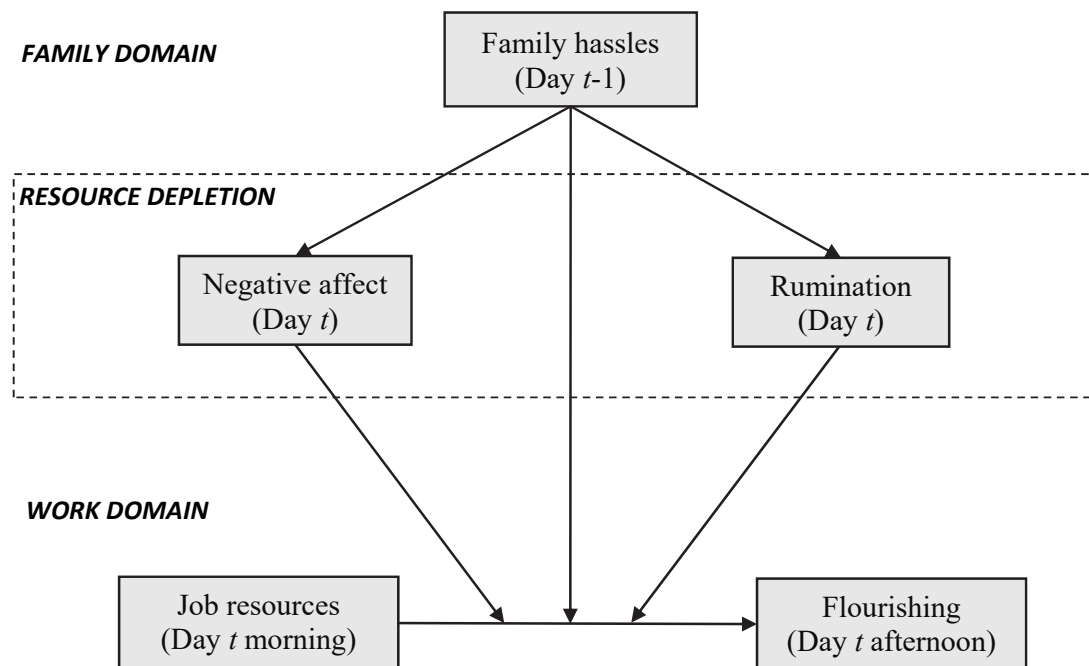 FAMILY DOMAIN
Family hassles
(Day t-1)
RESOURCE DEPLETION
Negative affect
(Day t)
Rumination
(Day t)
WORK DOMAIN
Job resources
(Day t morning)
Flourishing
(Day t afternoon)